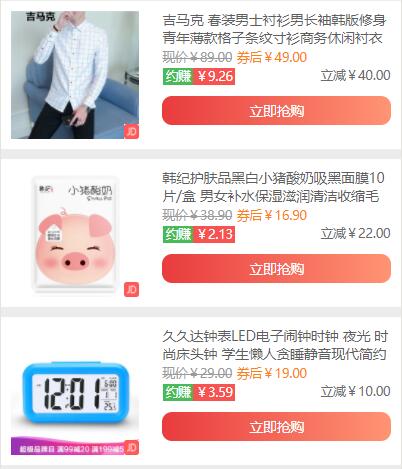 吉马克
JD
吉马克 春装男士衬衫男长袖韩版修身
青年薄款格子条纹寸衫商务休闲衬衣
现价￥89.00 券后￥49.00
约赚 ￥9.26 立减￥40.00
立即抢购
小猪酸奶
JD
韩纪护肤品黑白小猪酸奶吸黑面膜10
片/盒 男女补水保湿滋润清洁收缩毛
现价￥38.90 券后￥16.90
约赚 ￥2.13 立减￥22.00
立即抢购
12:01
超级品牌日 满99减20 满199减5
JD
久久达钟表LED电子闹钟时钟 夜光 时
尚床头钟 学生懒人贪睡静音现代简约
现价￥29.00 券后￥19.00
约赚 ￥3.59 立减￥10.00
立即抢购